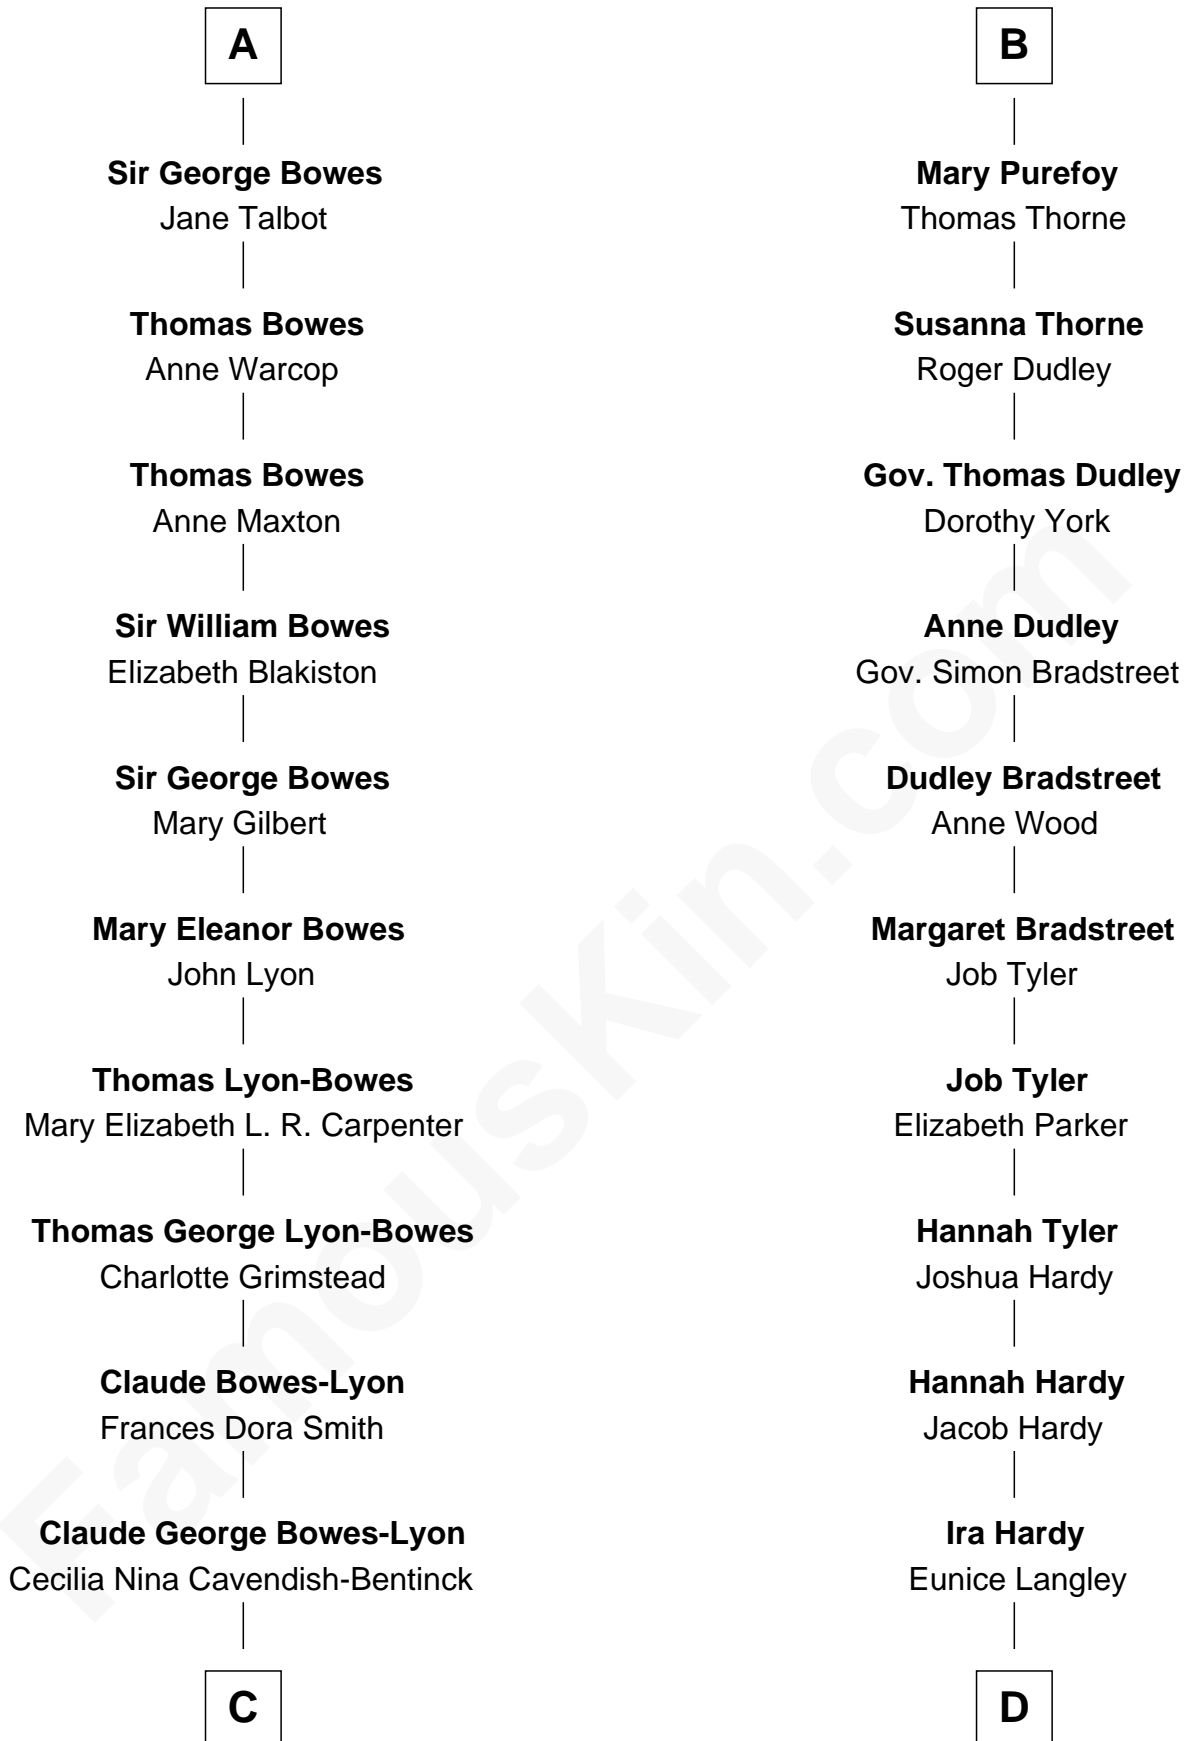 A
Sir George Bowes
Jane Talbot
Thomas Bowes
Anne Warcop
Thomas Bowes
Anne Maxton
Sir William Bowes
Elizabeth Blakiston
Sir George Bowes
Mary Gilbert
Mary Eleanor Bowes
John Lyon
Thomas Lyon-Bowes
Mary Elizabeth L. R. Carpenter
Thomas George Lyon-Bowes
Charlotte Grimstead
Claude Bowes-Lyon
Frances Dora Smith
Claude George Bowes-Lyon
Cecilia Nina Cavendish-Bentinck
C
B
Mary Purefoy
Thomas Thorne
Susanna Thorne
Roger Dudley
Gov. Thomas Dudley
Dorothy York
Anne Dudley
Gov. Simon Bradstreet
Dudley Bradstreet
Anne Wood
Margaret Bradstreet
Job Tyler
Job Tyler
Elizabeth Parker
Hannah Tyler
Joshua Hardy
Hannah Hardy
Jacob Hardy
Ira Hardy
Eunice Langley
D
FamousKin.com